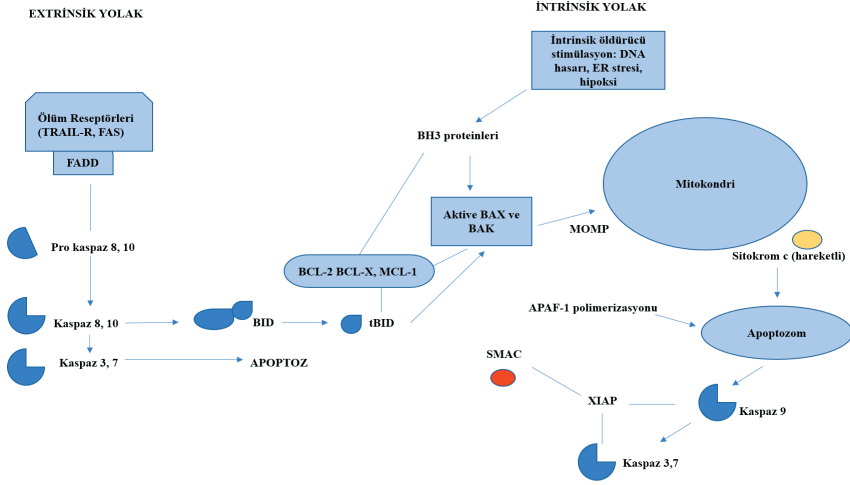 EXTRİNSİK YOLAK
İNTRİNSİK YOLAK
İntrinsik öldürücü
stimülasyon: DNA
hasarı, ER stresi,
hipoksi
Ölüm Reseptörleri
(TRAIL-R, FAS)
FADD
BH3 proteinleri
Mitokondri
Aktive BAX ve
BAK
MOMP
Pro kaspaz 8, 10
Sitokrom c (hareketli)
BCL-2 BCL-X, MCL-1
APAF-1 polimerizasyonu
Kaspaz 8, 10
BID
tBID
Apoptozom
Kaspaz 3, 7
APOPTOZ
SMAC
XIAP
Kaspaz 9
Kaspaz 3,7